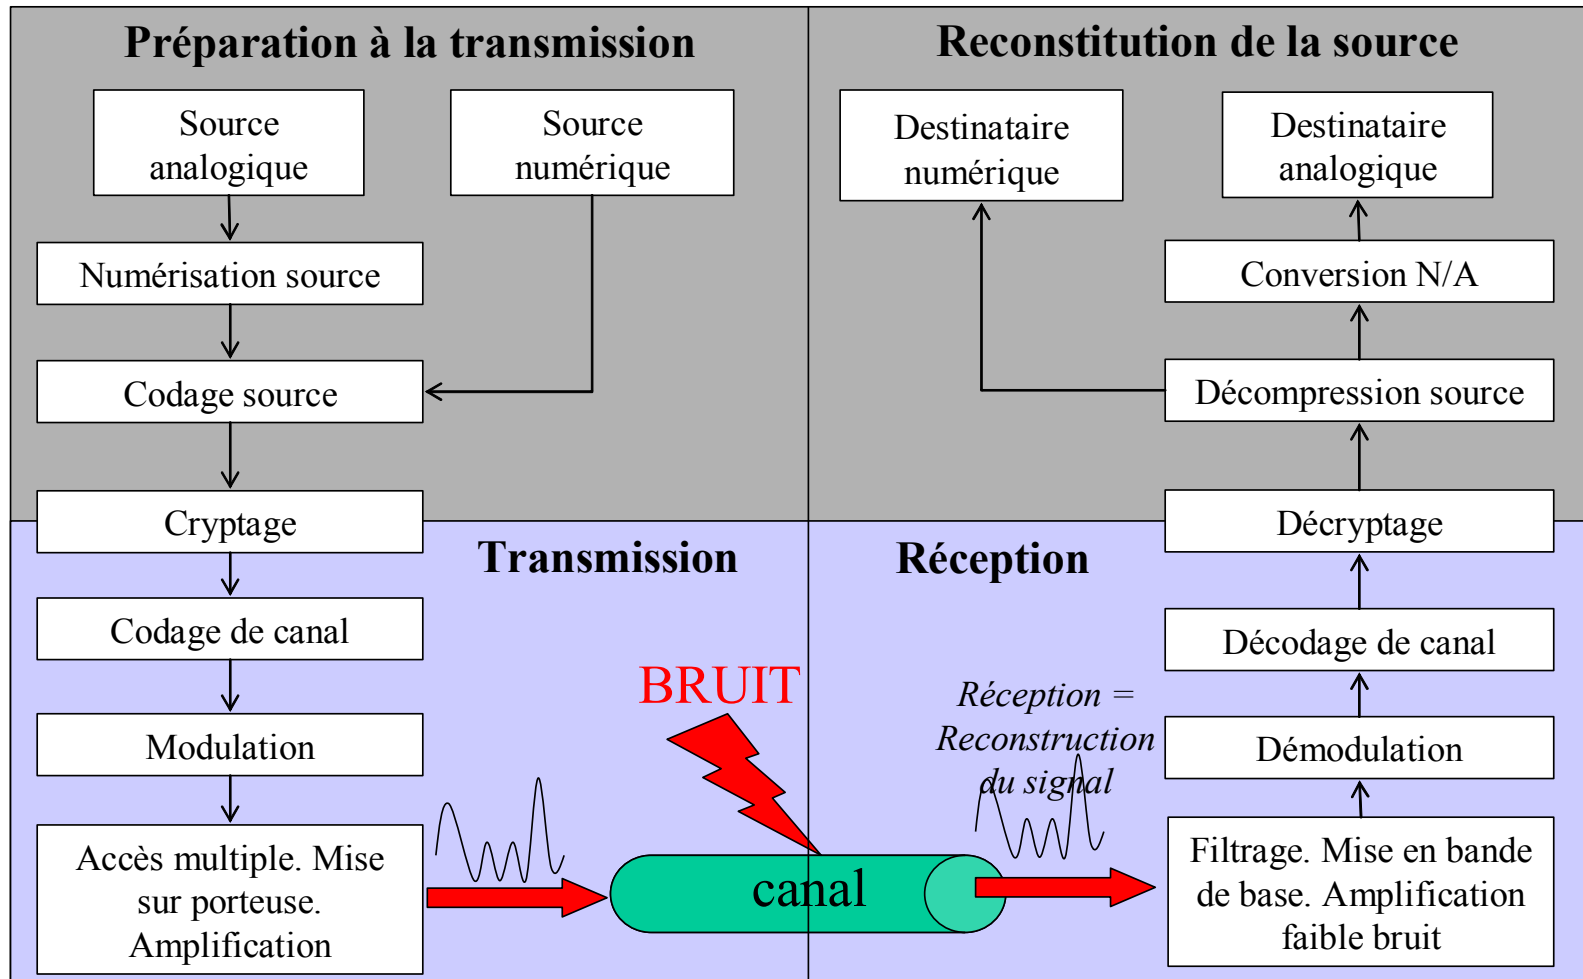 Préparation à la transmission
Source
analogique
Source
numérique
Numérisation source
Codage source
Cryptage
Transmission
Codage de canal
Modulation
Accès multiple. Mise
sur porteuse.
Amplification
BRUIT
canal
Reconstitution de la source
Destinataire
numérique
Destinataire
analogique
Conversion N/A
Décompression source
Décryptage
Réception
Décodage de canal
Réception =
Reconstruction
du signal
Démodulation
Filtrage. Mise en bande
de base. Amplification
faible bruit